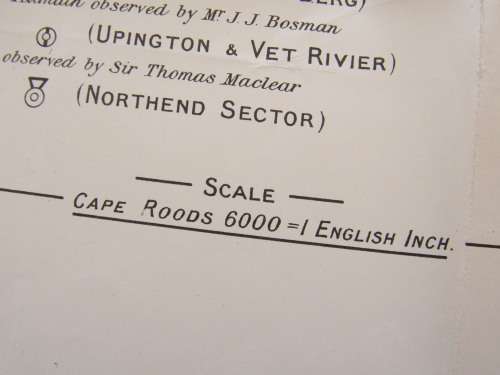 observed by Mr J. J. Bosman
(UPINGTON & VET RIVIER)
observed by Sir Thomas Maclear
(NORTHEND SECTOR)
SCALE
CAPE ROODS 6000 = 1 ENGLISH INCH.